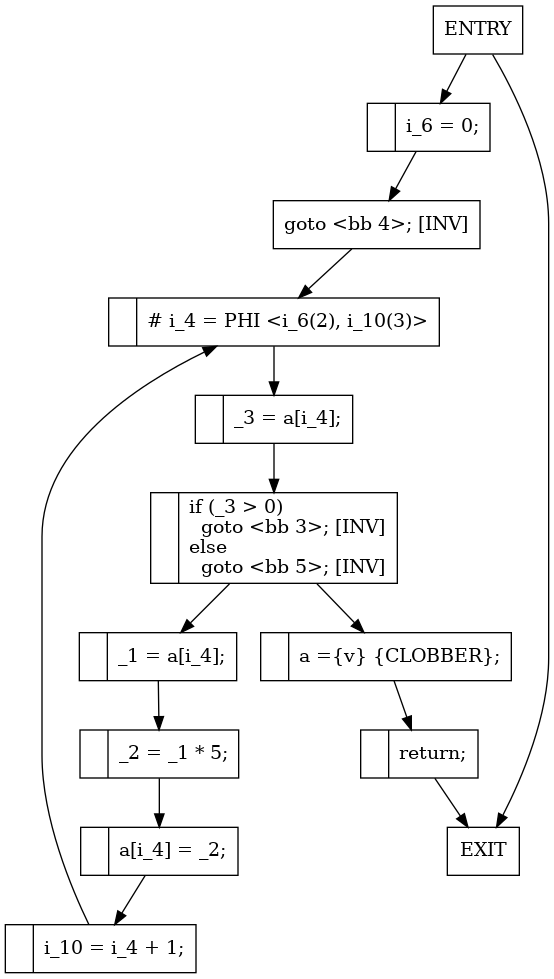 ENTRY
i_6 = 0;
goto <bb 4>; [INV]
# i_4 = PHI <i_6(2), i_10(3)>
_3 = a[i_4];
if (_3 > 0)
goto <bb 3>; [INV]
else
goto <bb 5>; [INV]
_1 = a[i_4];
a ={v} {CLOBBER};
_2 = _1 * 5;
return;
a[i_4] = _2;
EXIT
i_10 = i_4 + 1;